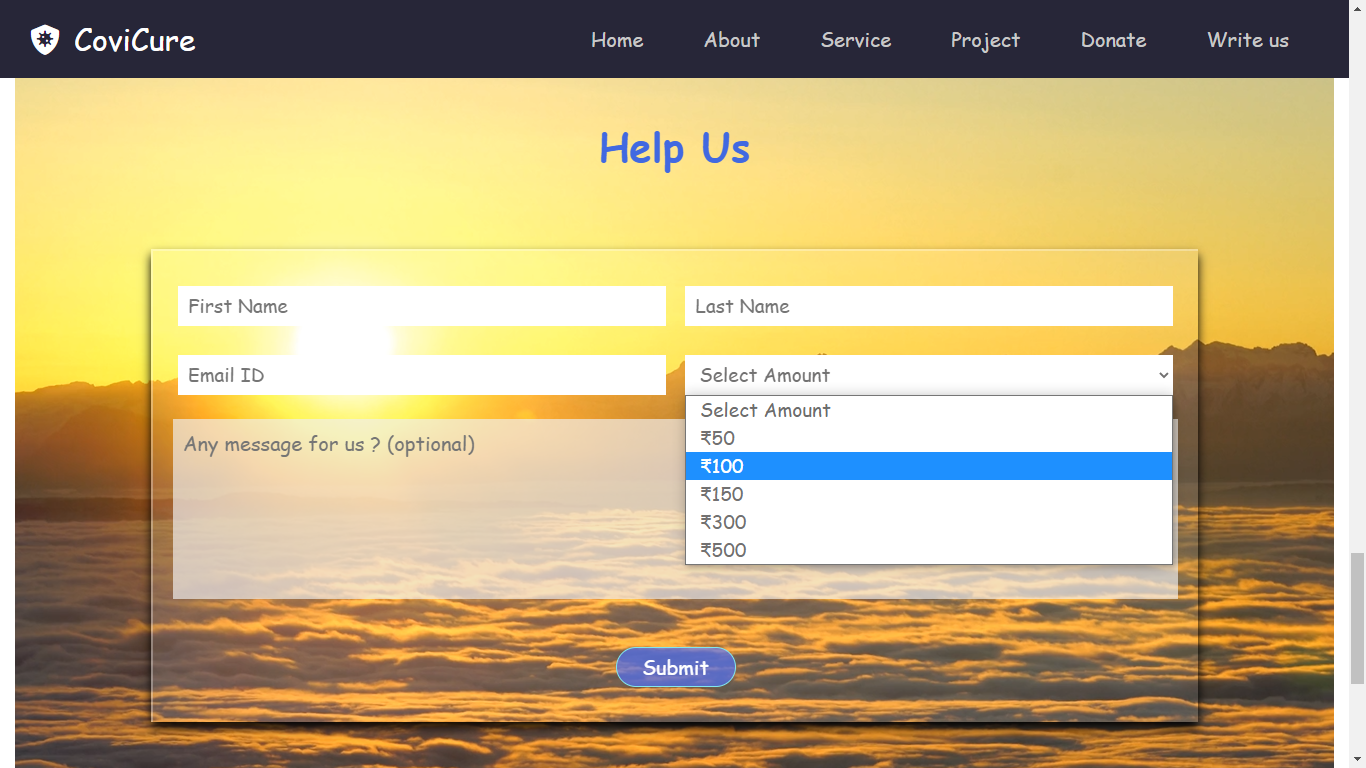 CoviCure Home About Service Project Donate Write us
Help Us
First Name Last Name
Email ID Select Amount
Select Amount
Any message for us ? (optional) ₹50
₹100
₹150
₹300
₹500
Submit